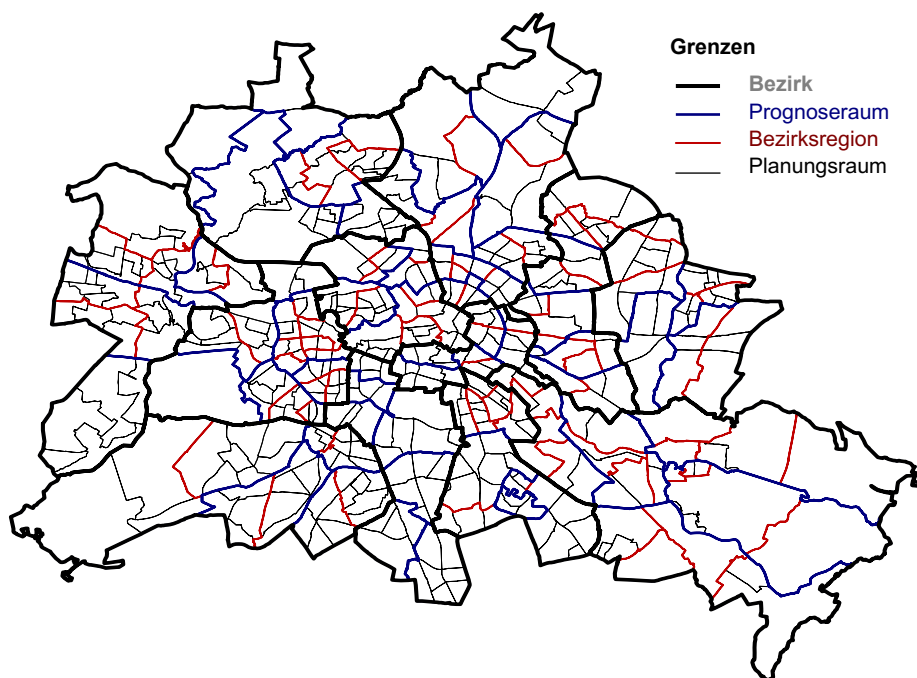 Grenzen
Bezirk
Prognoseraum
Bezirksregion
Planungsraum